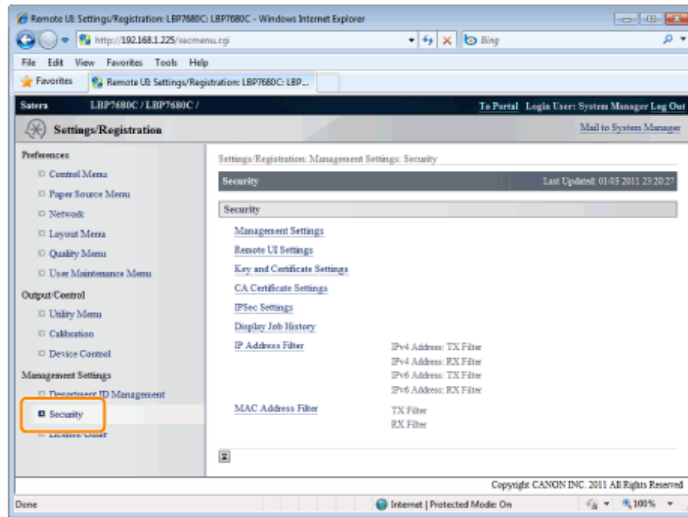 Remote UI: Settings/Registration: LBP7680C: LBP7680C - Windows Internet Explorer
http://192.168.1.225/secmenu.cgi
Bing
File Edit View Favorites Tools Help
Favorites
Remote UI: Settings/Registration: LBP7680C: LBP...
Satera LBP7680C / LBP7680C /
To Portal Login User: System Manager Log Out
Settings/Registration
Mail to System Manager
Preferences
Control Menu
Paper Source Menu
Network
Layout Menu
Quality Menu
User Maintenance Menu
Output/Control
Utility Menu
Calibration
Device Control
Management Settings
Department ID Management
Security
License/Other
Settings/Registration: Management Settings: Security
Security
Last Updated: 01/03 2011 23:20:27
Security
Management Settings
Remote UI Settings
Key and Certificate Settings
CA Certificate Settings
IPSec Settings
Display Job History
IP Address Filter
IPv4 Address: TX Filter
IPv4 Address: RX Filter
IPv6 Address: TX Filter
IPv6 Address: RX Filter
MAC Address Filter
TX Filter
RX Filter
Copyright CANON INC. 2011 All Rights Reserved
Done
Internet | Protected Mode: On
100%